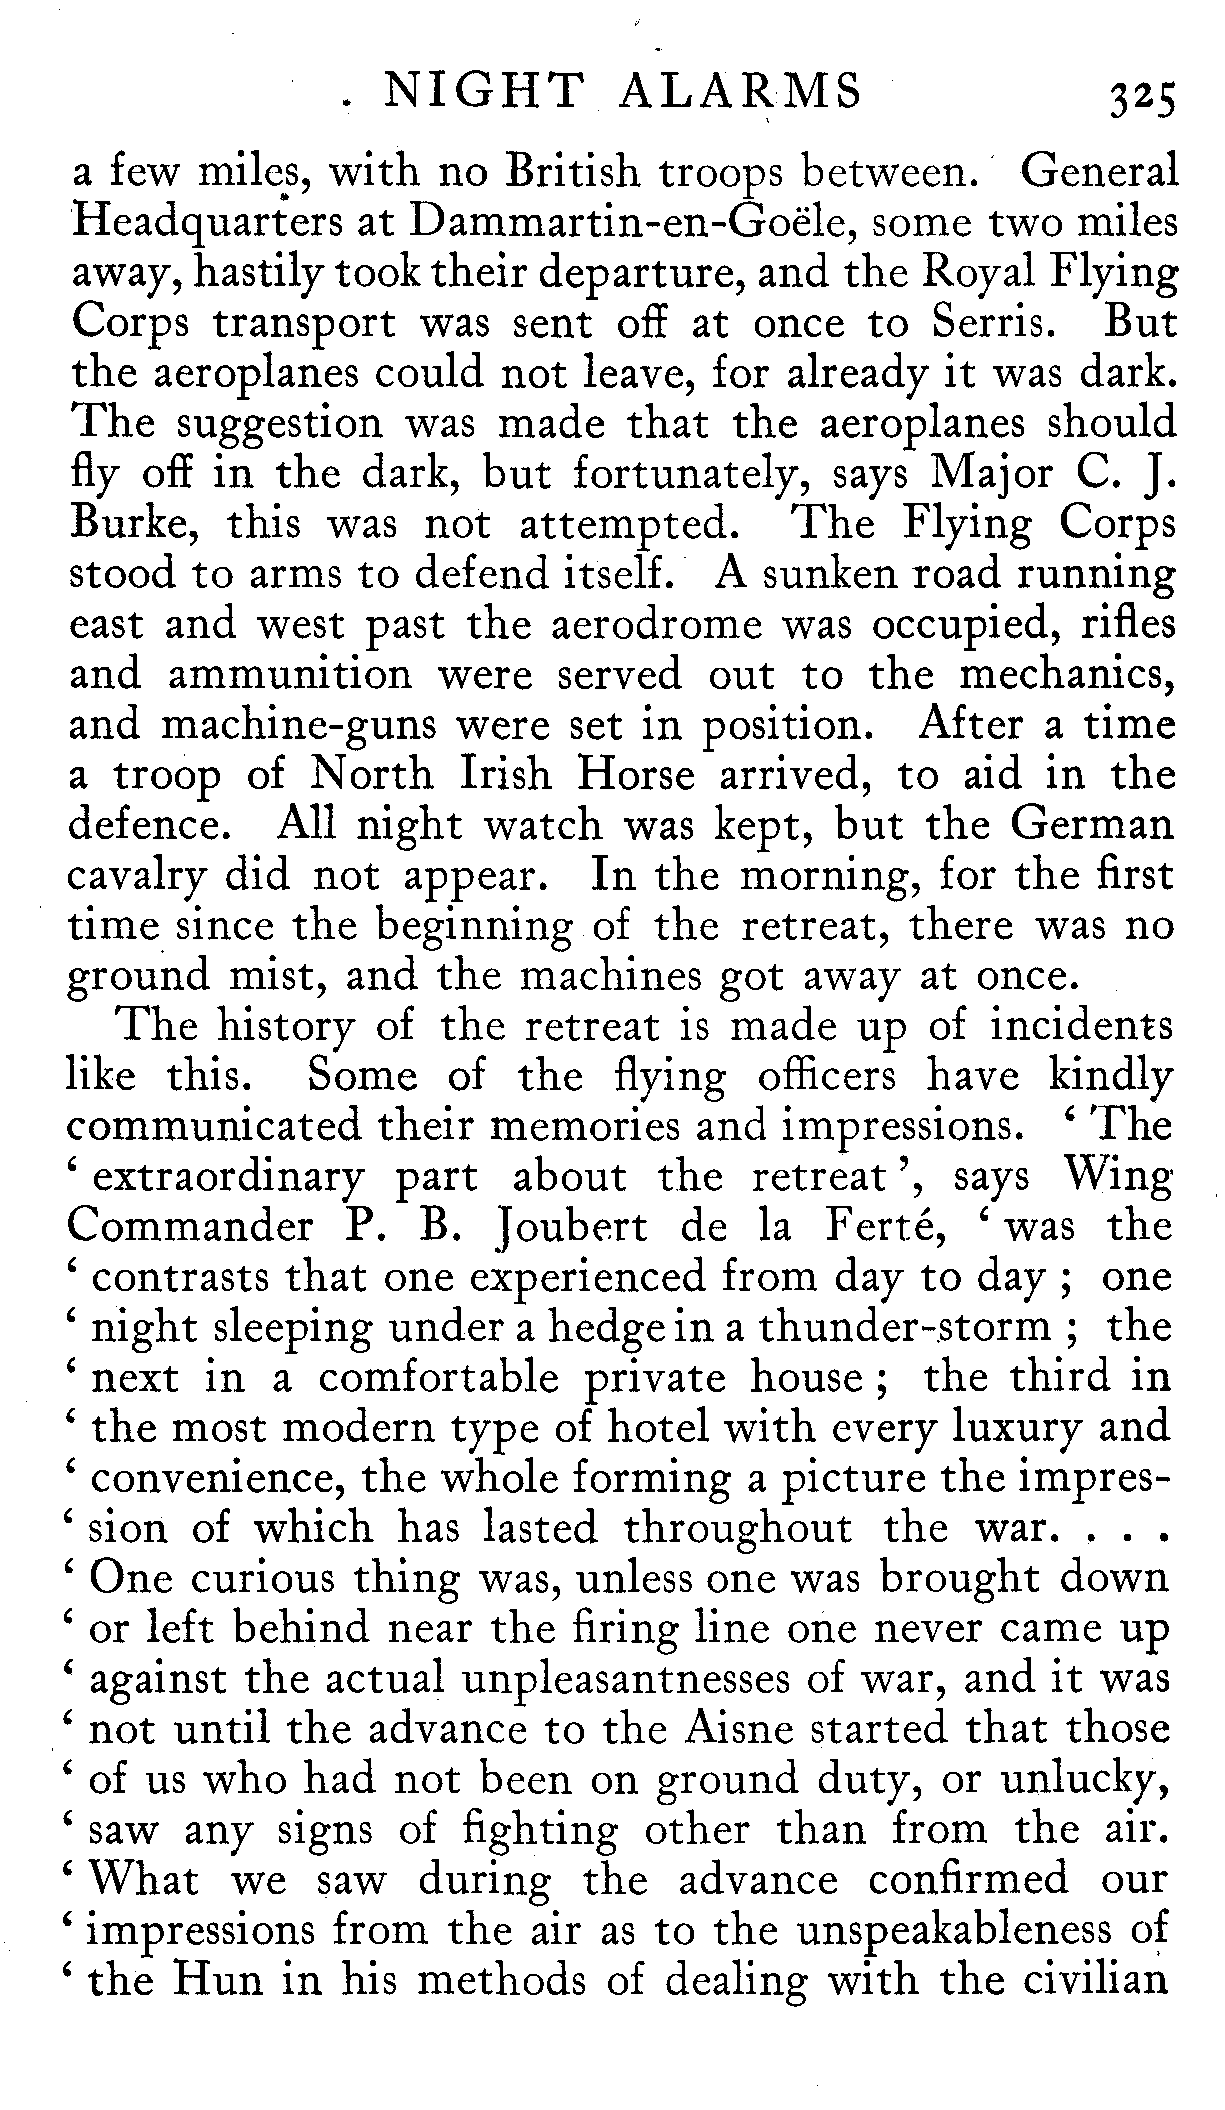 NIGHT ALARMS 325
a few miles, with no British troops between. General
Headquarters at Dammartin-en-Goële, some two miles
away, hastily took their departure, and the Royal Flying
Corps transport was sent off at once to Serris. But
the aeroplanes could not leave, for already it was dark.
The suggestion was made that the aeroplanes should
fly off in the dark, but fortunately, says Major C. J.
Burke, this was not attempted. The Flying Corps
stood to arms to defend itself. A sunken road running
east and west past the aerodrome was occupied, rifles
and ammunition were served out to the mechanics,
and machine-guns were set in position. After a time
a troop of North Irish Horse arrived, to aid in the
defence. All night watch was kept, but the German
cavalry did not appear. In the morning, for the first
time since the beginning of the retreat, there was no
ground mist, and the machines got away at once.
The history of the retreat is made up of incidents
like this. Some of the flying officers have kindly
communicated their memories and impressions. ‘ The
‘ extraordinary part about the retreat ’, says Wing
Commander P. B. Joubert de la Ferté, ‘ was the
‘ contrasts that one experienced from day to day ; one
‘ night sleeping under a hedge in a thunder-storm ; the
‘ next in a comfortable private house ; the third in
‘ the most modern type of hotel with every luxury and
‘ convenience, the whole forming a picture the impres-
‘ sion of which has lasted throughout the war. . . .
‘ One curious thing was, unless one was brought down
‘ or left behind near the firing line one never came up
‘ against the actual unpleasantnesses of war, and it was
‘ not until the advance to the Aisne started that those
‘ of us who had not been on ground duty, or unlucky,
‘ saw any signs of fighting other than from the air.
‘ What we saw during the advance confirmed our
‘ impressions from the air as to the unspeakableness of
‘ the Hun in his methods of dealing with the civilian